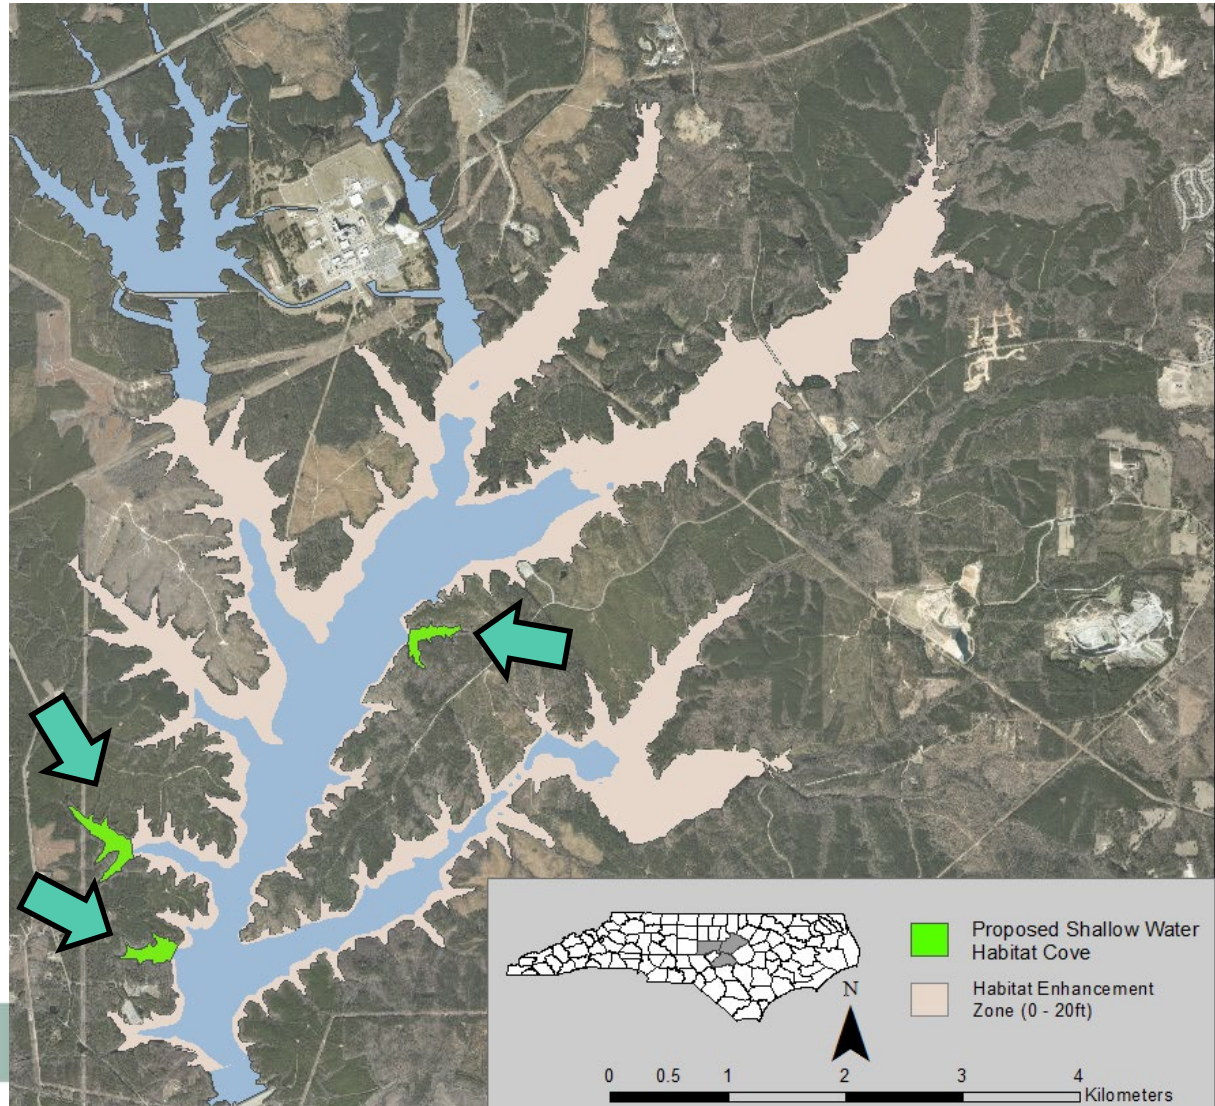 Proposed Shallow Water
Habitat Cove
Habitat Enhancement
Zone (0 - 20ft)
N
0 0.5 1 2 3 4
Kilometers